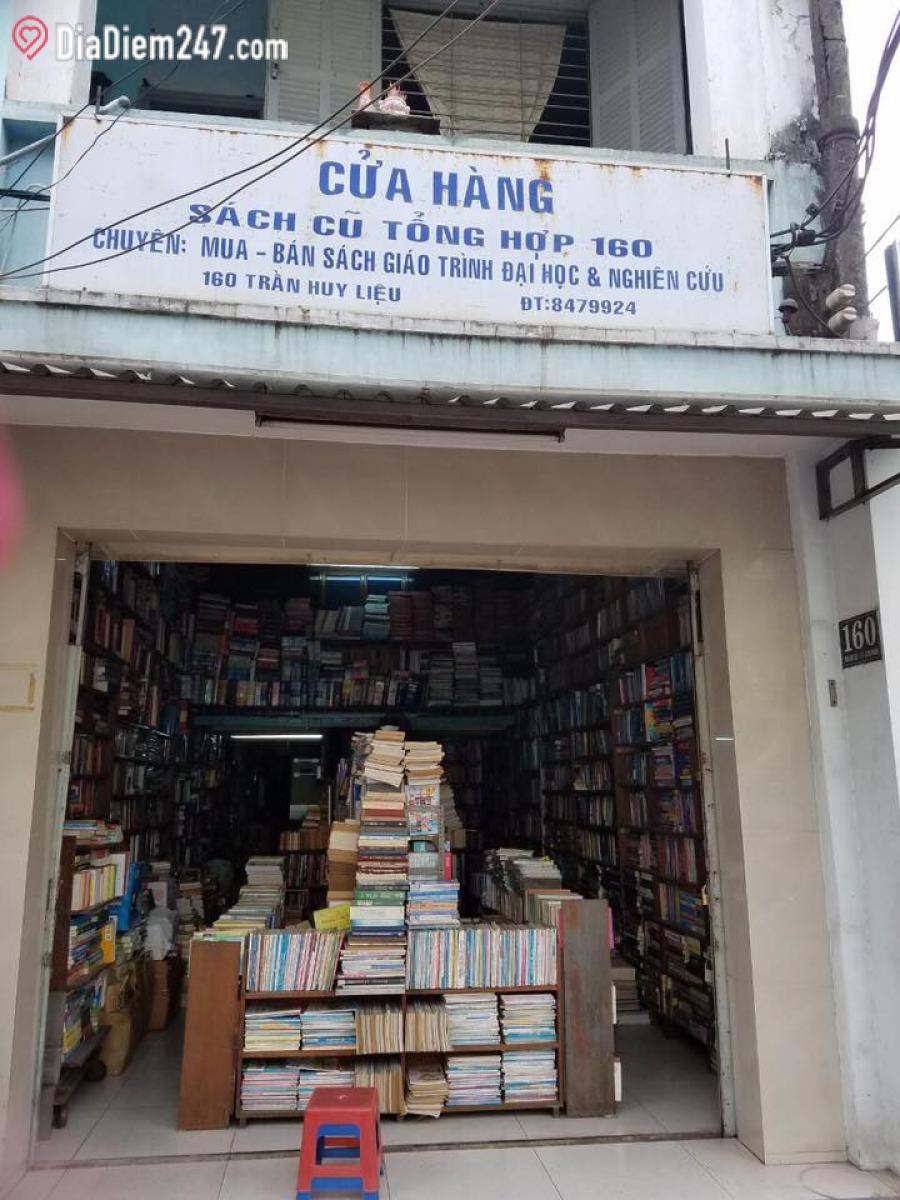 DiaDiem247.com
CỬA HÀNG
SÁCH CŨ TỔNG HỢP 160
CHUYÊN: MUA - BÁN SÁCH GIÁO TRÌNH ĐẠI HỌC & NGHIÊN CỨU
160 TRẦN HUY LIỆU ĐT:8479924
160